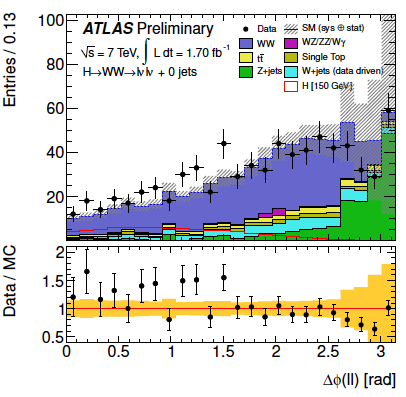 ATLAS Preliminary
√s = 7 TeV, ∫ L dt = 1.70 fb⁻¹
H→WW→lνlν + 0 jets
Data
SM (sys ⊕ stat)
WW
WZ/ZZ/Wγ
tt̄
Single Top
Z+jets
W+jets (data driven)
H [150 GeV]
Entries / 0.13
100
80
60
40
20
Data / MC
2
1.5
1
0.5
0
0.5
1
1.5
2
2.5
3
Δϕ(ll) [rad]